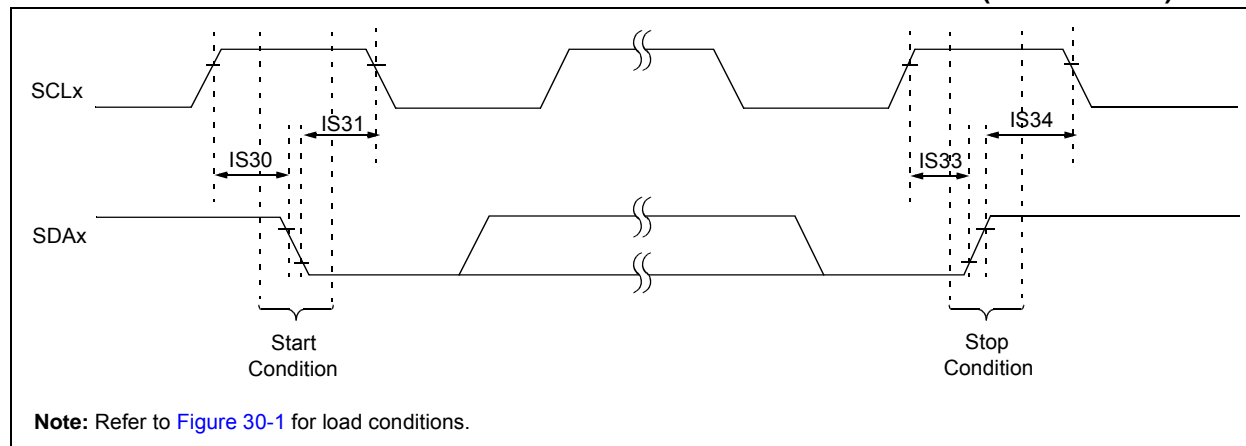 SCLx
IS31
IS34
IS30
IS33
SDAx
Start
Condition
Stop
Condition
Note: Refer to Figure 30-1 for load conditions.